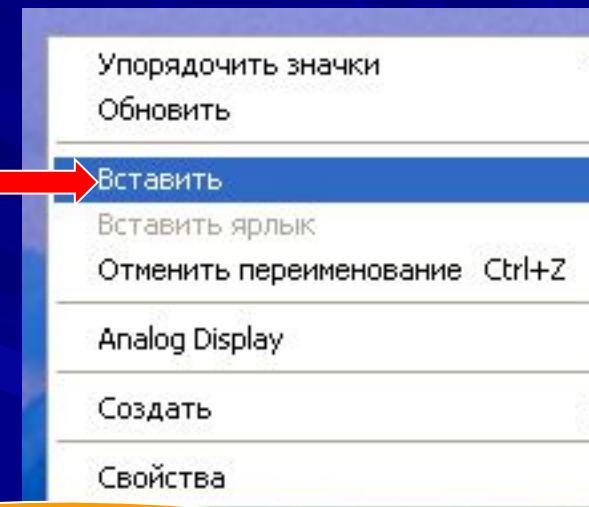 Упорядочить значки
Обновить
Вставить
Вставить ярлык
Отменить переименование Ctrl+Z
Analog Display
Создать
Свойства